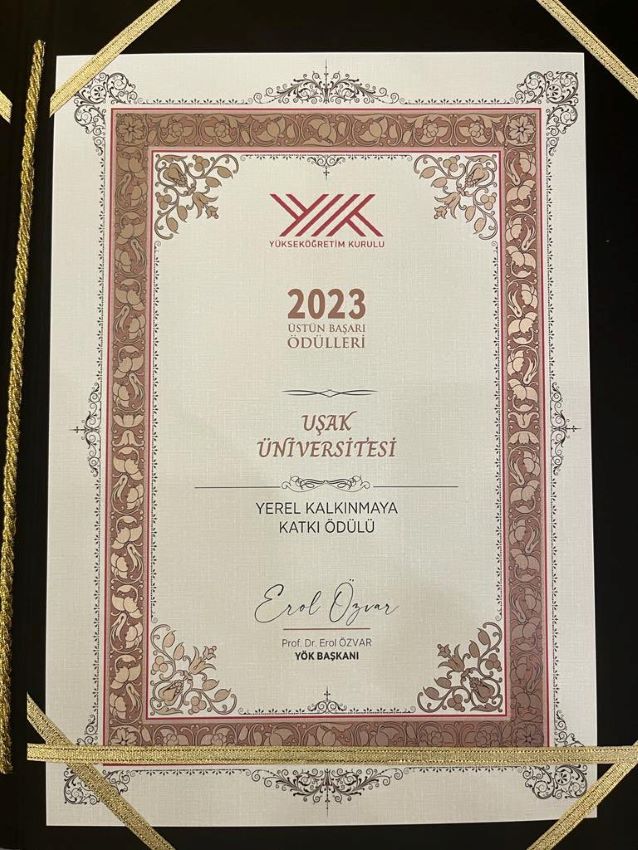 YÜKSEKÖĞRETİM KURULU
2023
ÜSTÜN BAŞARI
ÖDÜLLERİ
UŞAK
ÜNİVERSİTESİ
YEREL KALKINMAYA
KATKI ÖDÜLÜ
Erol Özvar
Prof. Dr. Erol ÖZVAR
YÖK BAŞKANI